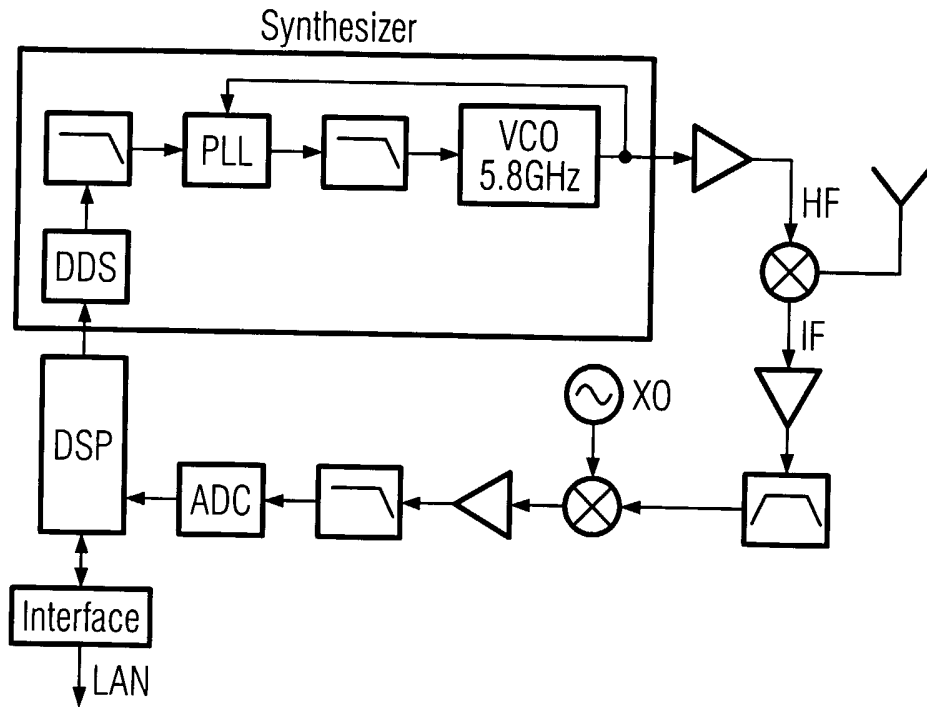 Synthesizer
PLL
VCO
5.8GHz
HF
DDS
IF
XO
DSP
ADC
Interface
LAN